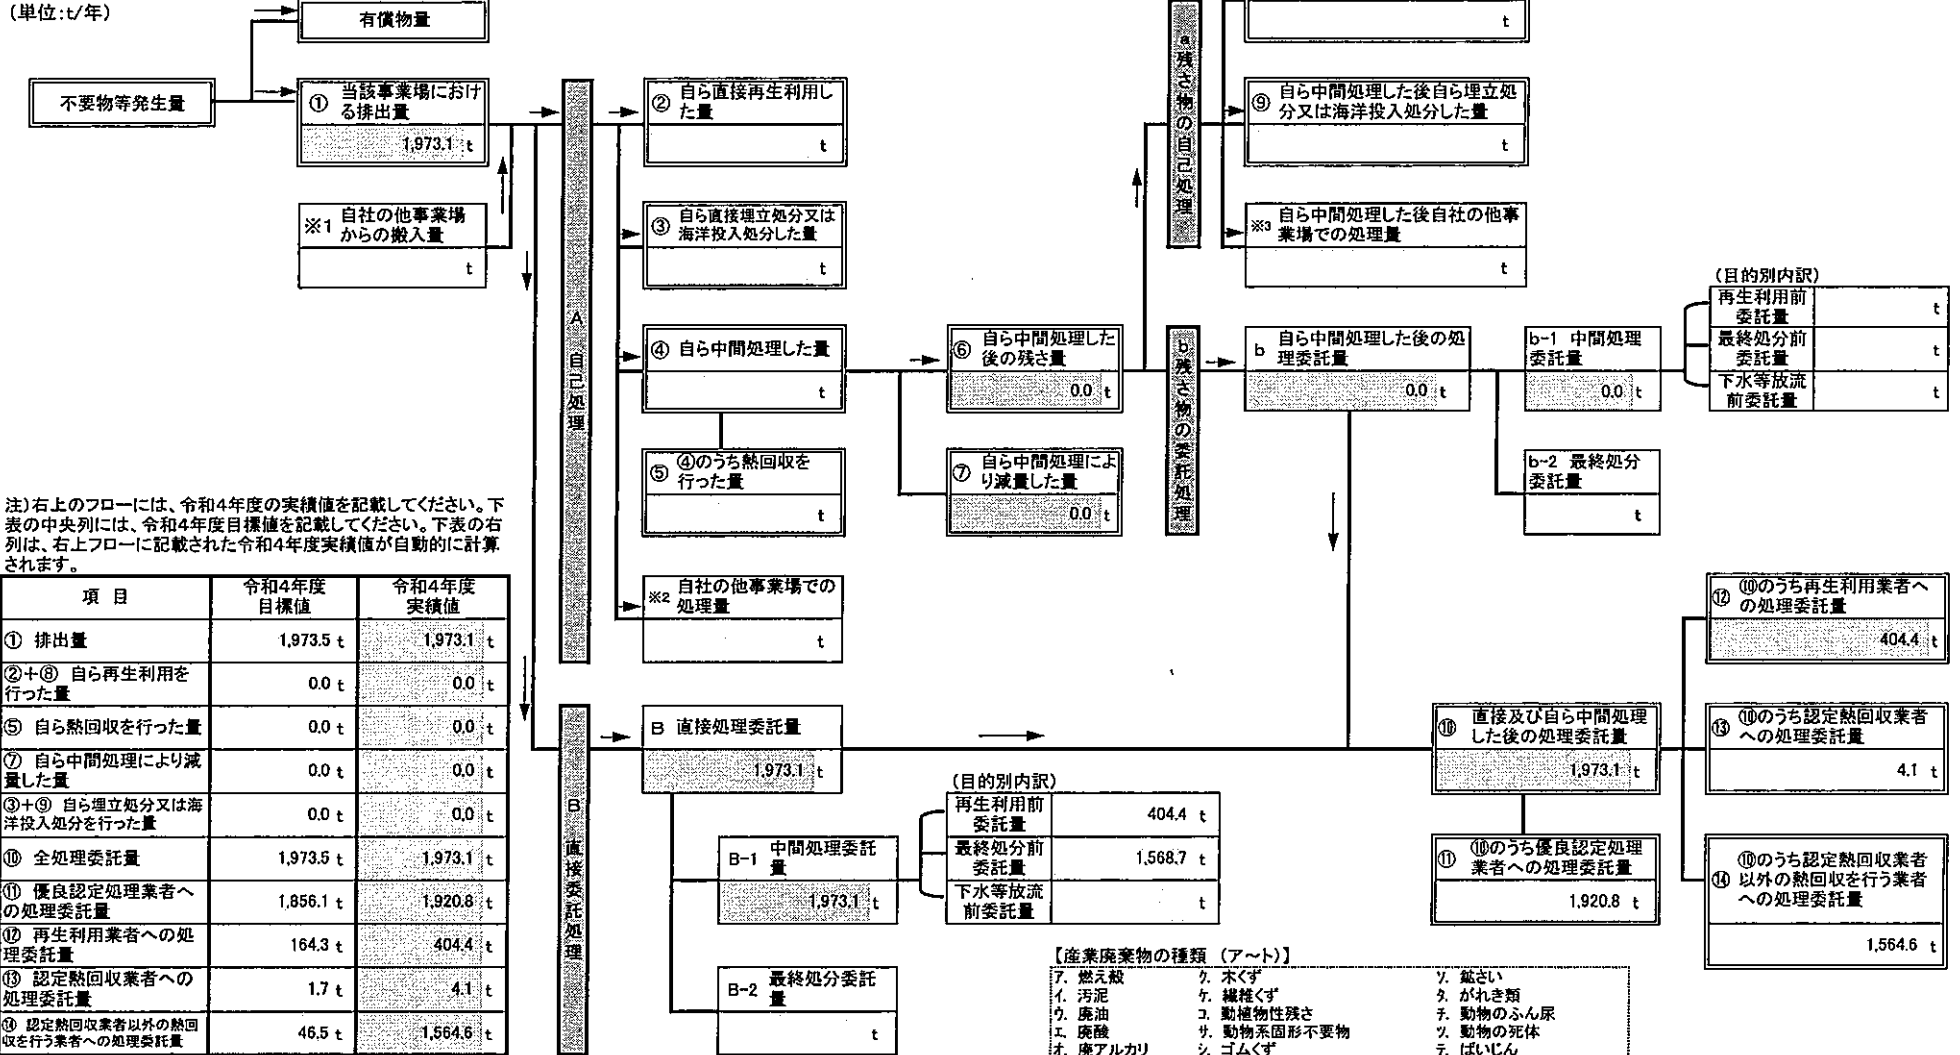 (単位:t/年)
有償物量
不要物等発生量
① 当該事業場におけ
る排出量
1,973.1 t
※1 自社の他事業場
からの搬入量
t
A 自己処理
② 自ら直接再生利用し
た量
t
③ 自ら直接埋立処分又は
海洋投入処分した量
t
④ 自ら中間処理した量
t
⑤ ④のうち熱回収を
行った量
t
※2 自社の他事業場での
処理量
t
⑥ 自ら中間処理した
後の残さ量
0.0 t
⑦ 自ら中間処理によ
り減量した量
0.0 t
a 残さ物の自己処理
t
⑨ 自ら中間処理した後自ら埋立処
分又は海洋投入処分した量
t
※3 自ら中間処理した後自社の他事
業場での処理量
t
b 残さ物の委託処理
b 自ら中間処理した後の処
理委託量
0.0 t
b-1 中間処理
委託量
0.0 t
(目的別内訳)
再生利用前
委託量
t
最終処分前
委託量
t
下水等放流
前委託量
t
b-2 最終処分
委託量
t
注)右上のフローには、令和4年度の実績値を記載してください。下
表の中央列には、令和4年度目標値を記載してください。下表の右
列は、右上フローに記載された令和4年度実績値が自動的に計算
されます。
項 目
令和4年度
目標値
令和4年度
実績値
① 排出量 1,973.5 t 1,973.1 t
②+⑧ 自ら再生利用を
行った量 0.0 t 0.0 t
⑤ 自ら熱回収を行った量 0.0 t 0.0 t
⑦ 自ら中間処理により減
量した量 0.0 t 0.0 t
③+⑨ 自ら埋立処分又は海
洋投入処分を行った量 0.0 t 0.0 t
⑩ 全処理委託量 1,973.5 t 1,973.1 t
⑪ 優良認定処理業者へ
の処理委託量 1,856.1 t 1,920.8 t
⑫ 再生利用業者への処
理委託量 164.3 t 404.4 t
⑬ 認定熱回収業者への
処理委託量 1.7 t 4.1 t
⑭ 認定熱回収業者以外の熱回
収を行う業者への処理委託量 46.5 t 1,564.6 t
B 直接委託処理
B 直接処理委託量
1,973.1 t
B-1 中間処理委託
量
1,973.1 t
(目的別内訳)
再生利用前
委託量
404.4 t
最終処分前
委託量
1,568.7 t
下水等放流
前委託量
t
B-2 最終処分委託
量
t
⑩ 直接及び自ら中間処理
した後の処理委託量
1,973.1 t
⑪ ⑩のうち優良認定処理
業者への処理委託量
1,920.8 t
⑫ ⑩のうち再生利用業者へ
の処理委託量
404.4 t
⑬ ⑩のうち認定熱回収業者
への処理委託量
4.1 t
⑭ ⑩のうち認定熱回収業者
以外の熱回収を行う業者
への処理委託量
1,564.6 t
【産業廃棄物の種類 (ア~ト)】
ア. 燃え殻 ク. 木くず ソ. 鉱さい
イ. 汚泥 ケ. 繊維くず タ. がれき類
ウ. 廃油 コ. 動植物性残さ チ. 動物のふん尿
エ. 廃酸 サ. 動物系固形不要物 ツ. 動物の死体
オ. 廃アルカリ シ. ゴムくず テ. ばいじん